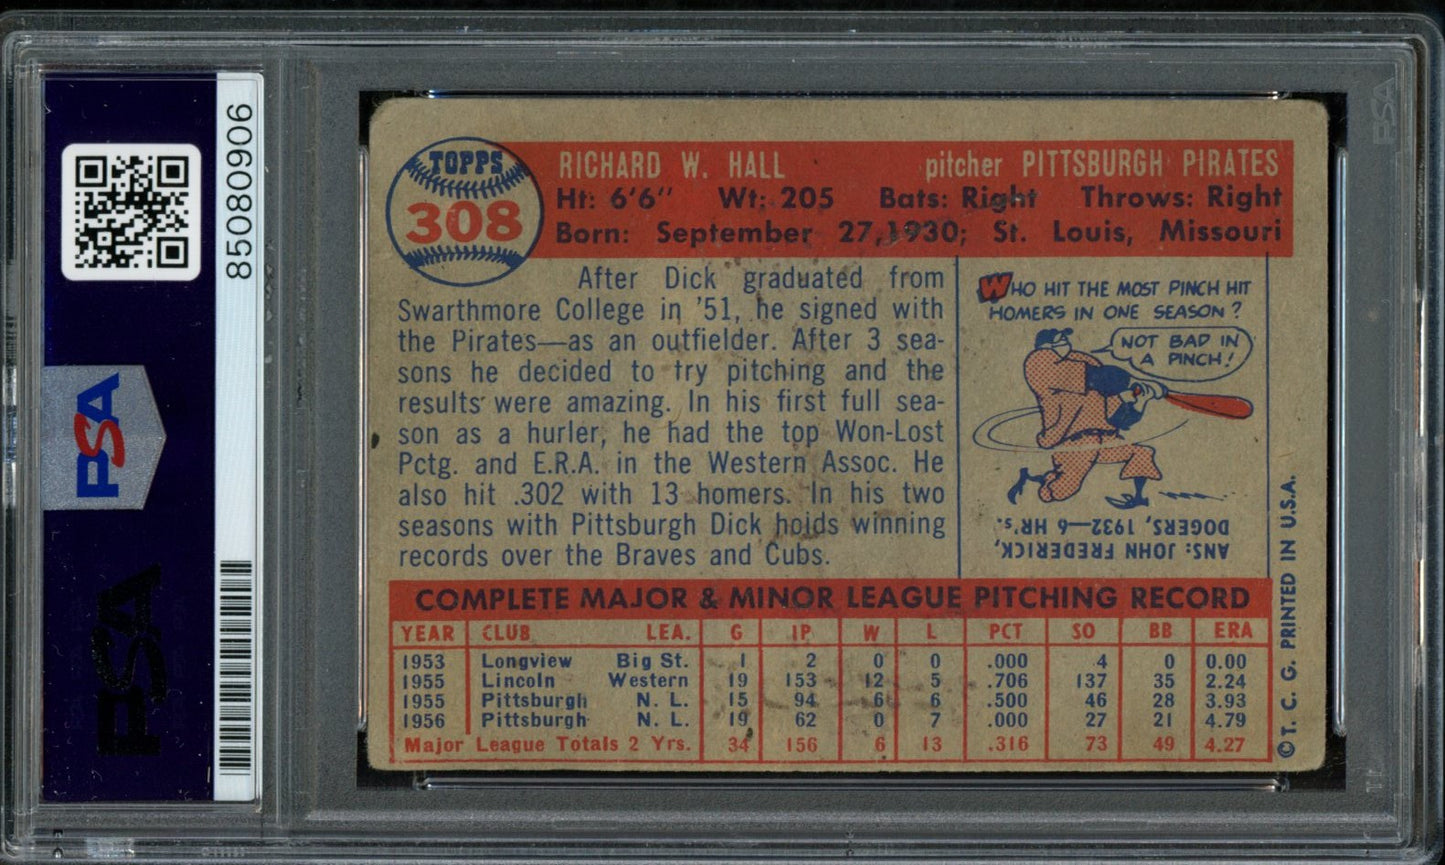 85080906
PSA
PSA
PSA
TOPPS
308
RICHARD W. HALL pitcher PITTSBURGH PIRATES
Ht: 6'6" Wt: 205 Bats: Right Throws: Right
Born: September 27, 1930; St. Louis, Missouri
After Dick graduated from
Swarthmore College in '51, he signed with
the Pirates—as an outfielder. After 3 sea-
sons he decided to try pitching and the
results were amazing. In his first full sea-
son as a hurler, he had the top Won-Lost
Pctg. and E.R.A. in the Western Assoc. He
also hit .302 with 13 homers. In his two
seasons with Pittsburgh Dick holds winning
records over the Braves and Cubs.
WHO HIT THE MOST PINCH HIT
HOMERS IN ONE SEASON?
NOT BAD IN
A PINCH!
ANS: JOHN FREDERICK,
DOGERS, 1932—6 HR's.
COMPLETE MAJOR & MINOR LEAGUE PITCHING RECORD
YEAR CLUB LEA. G IP W L PCT SO BB ERA
1953 Longview Big St. 1 2 0 0 .000 4 0 0.00
1955 Lincoln Western 19 153 12 5 .706 137 35 2.24
1955 Pittsburgh N. L. 15 94 6 6 .500 46 28 3.93
1956 Pittsburgh N. L. 19 62 0 7 .000 27 21 4.79
Major League Totals 2 Yrs. 34 156 6 13 .316 73 49 4.27
© T. C. G. PRINTED IN U.S.A.